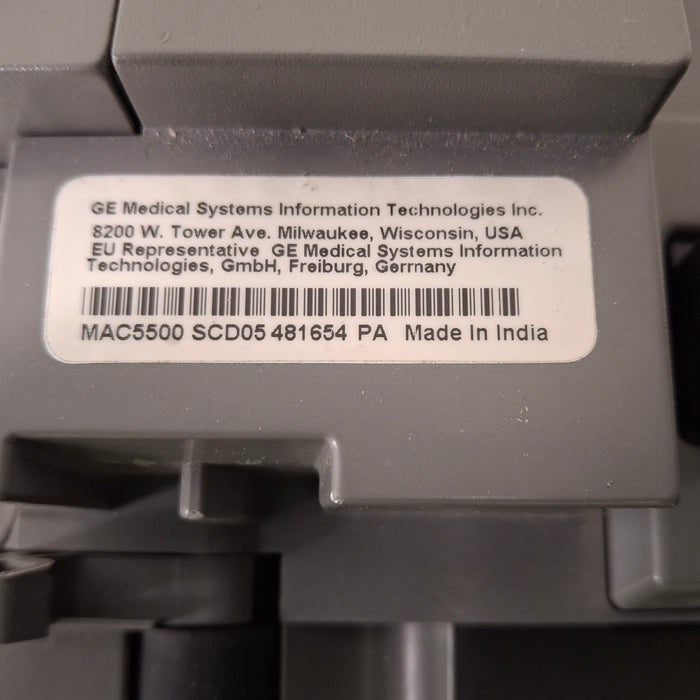 GE Medical Systems Information Technologies Inc.
8200 W. Tower Ave. Milwaukee, Wisconsin, USA
EU Representative GE Medical Systems Information
Technologies, GmbH, Freiburg, Germany
MAC5500 SCD05 481654 PA Made In India